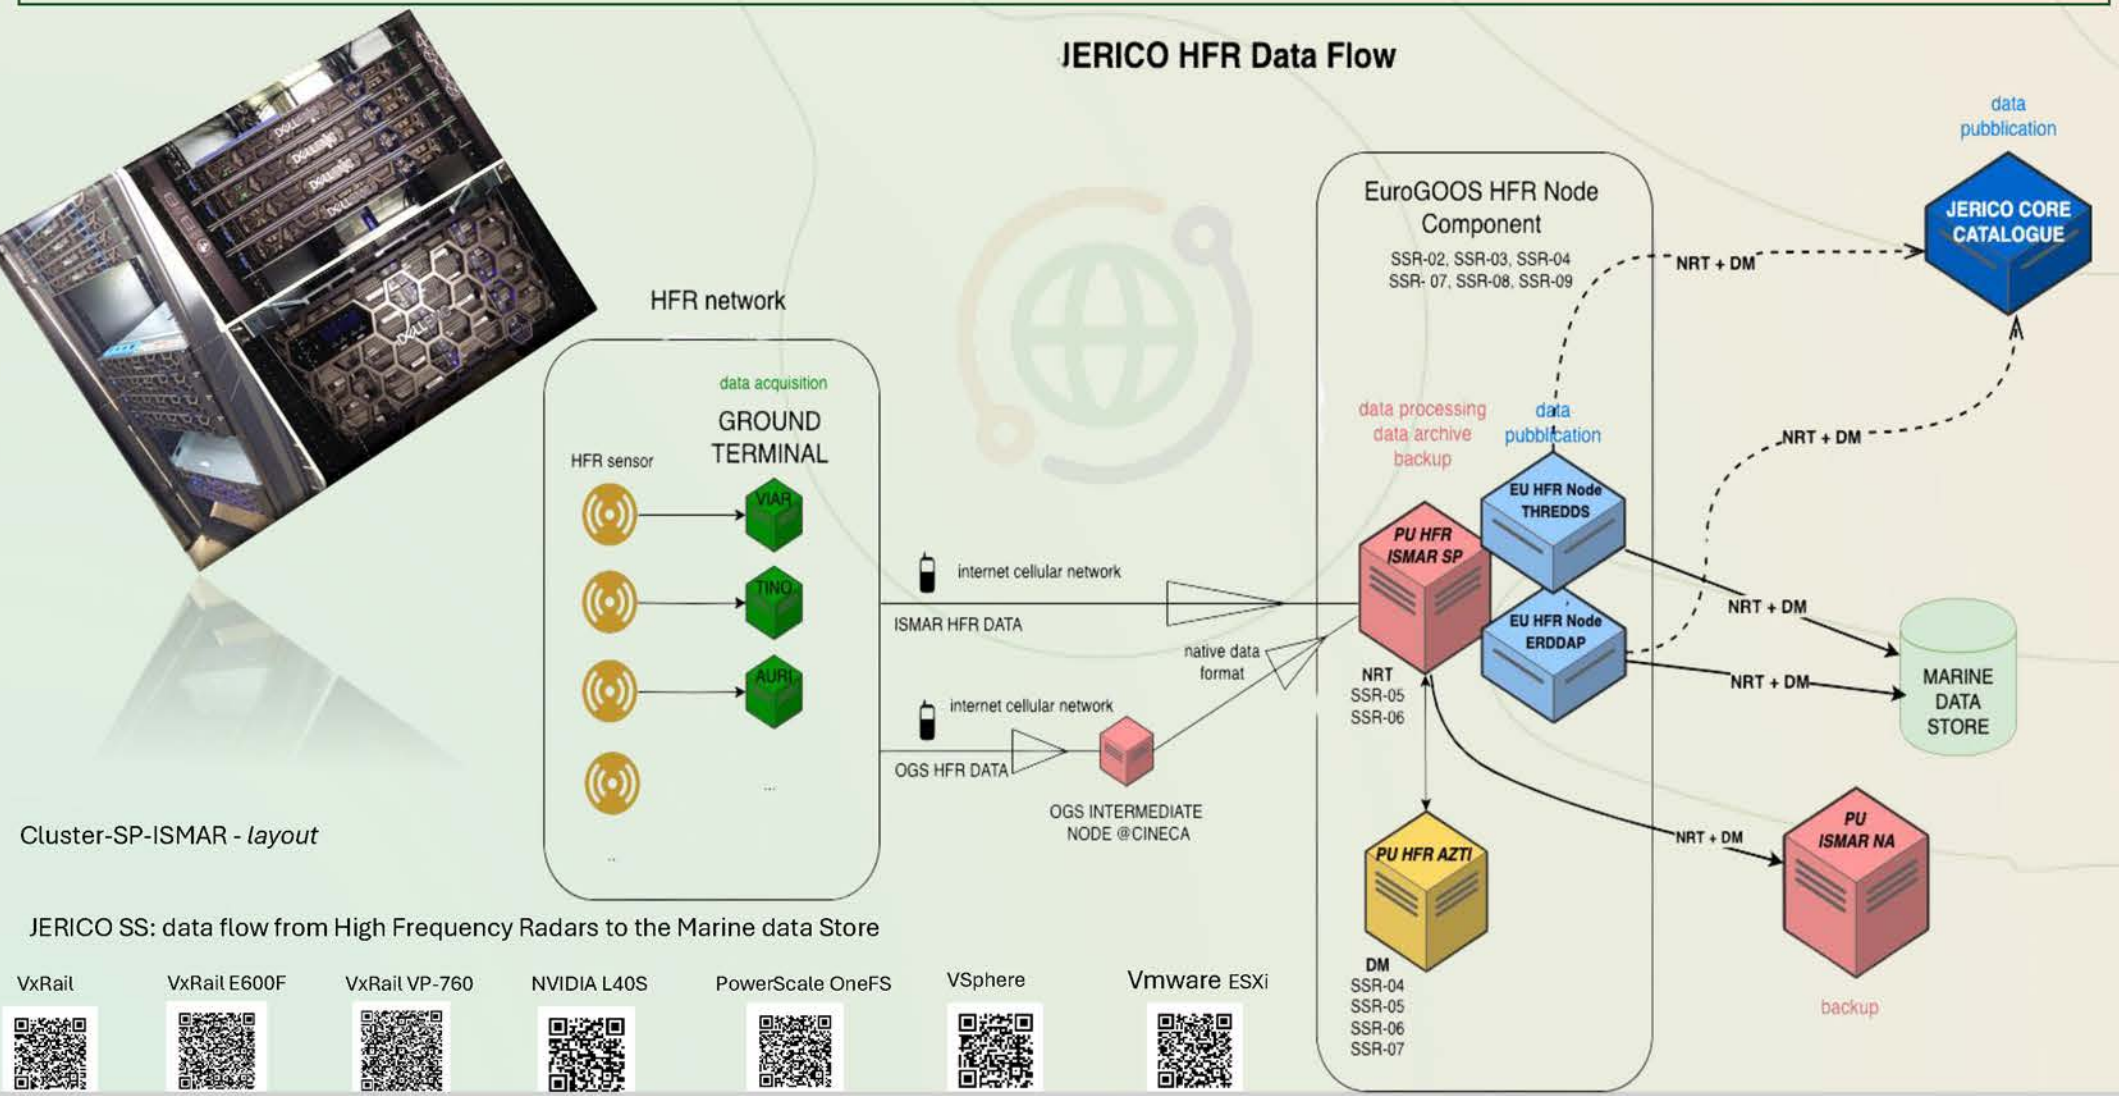 JERICO HFR Data Flow
data
pubblication
JERICO CORE
CATALOGUE
EuroGOOS HFR Node
Component
SSR-02, SSR-03, SSR-04
SSR- 07, SSR-08, SSR-09
NRT + DM
HFR network
data acquisition
GROUND
TERMINAL
HFR sensor
VIAR
TINO
AURI
...
..
internet cellular network
ISMAR HFR DATA
internet cellular network
OGS HFR DATA
native data
format
OGS INTERMEDIATE
NODE @CINECA
data processing
data archive
backup
data
pubblication
PU HFR
ISMAR SP
EU HFR Node
THREDDS
EU HFR Node
ERDDAP
NRT
SSR-05
SSR-06
NRT + DM
NRT + DM
NRT + DM
MARINE
DATA
STORE
NRT + DM
PU
ISMAR NA
backup
PU HFR AZTI
DM
SSR-04
SSR-05
SSR-06
SSR-07
Cluster-SP-ISMAR - layout
JERICO SS: data flow from High Frequency Radars to the Marine data Store
VxRail
VxRail E600F
VxRail VP-760
NVIDIA L40S
PowerScale OneFS
VSphere
Vmware ESXi